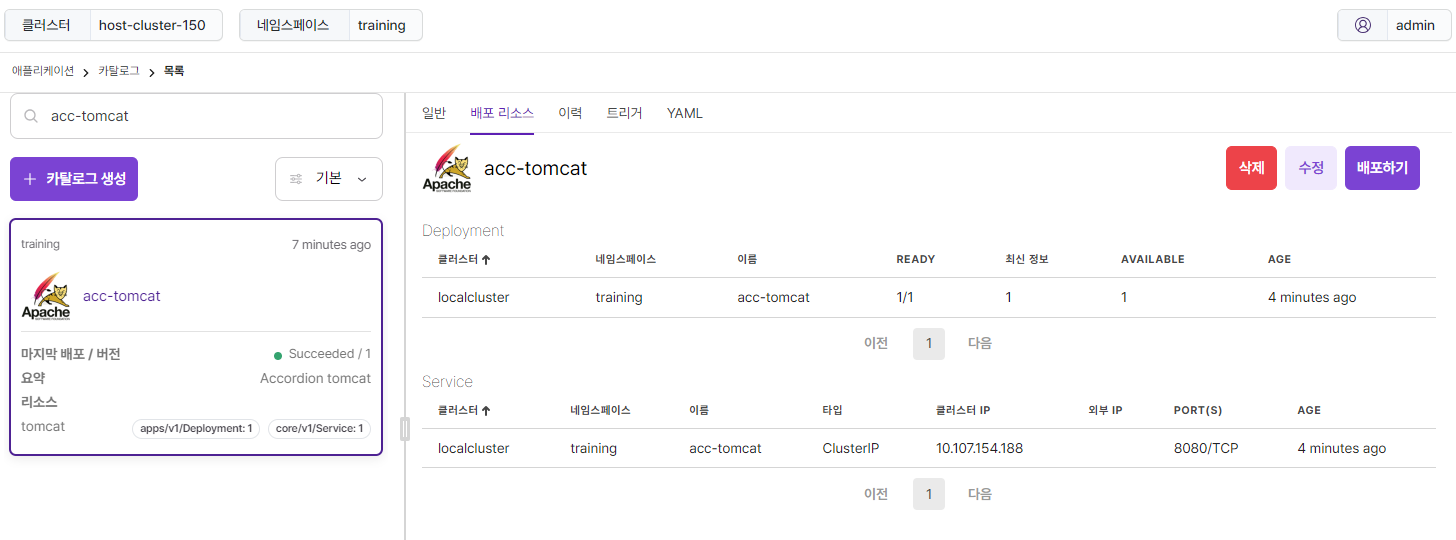 클러스터 host-cluster-150 네임스페이스 training admin
애플리케이션 > 카탈로그 > 목록
acc-tomcat
+ 카탈로그 생성 기본
training 7 minutes ago
Apache acc-tomcat
마지막 배포 / 버전 Succeeded / 1
요약 Accordion tomcat
리소스
tomcat apps/v1/Deployment: 1 core/v1/Service: 1
일반 배포 리소스 이력 트리거 YAML
Apache acc-tomcat 삭제 수정 배포하기
Deployment
클러스터 ↑ 네임스페이스 이름 READY 최신 정보 AVAILABLE AGE
localcluster training acc-tomcat 1/1 1 1 4 minutes ago
이전 1 다음
Service
클러스터 ↑ 네임스페이스 이름 타입 클러스터 IP 외부 IP PORT(S) AGE
localcluster training acc-tomcat ClusterIP 10.107.154.188 8080/TCP 4 minutes ago
이전 1 다음